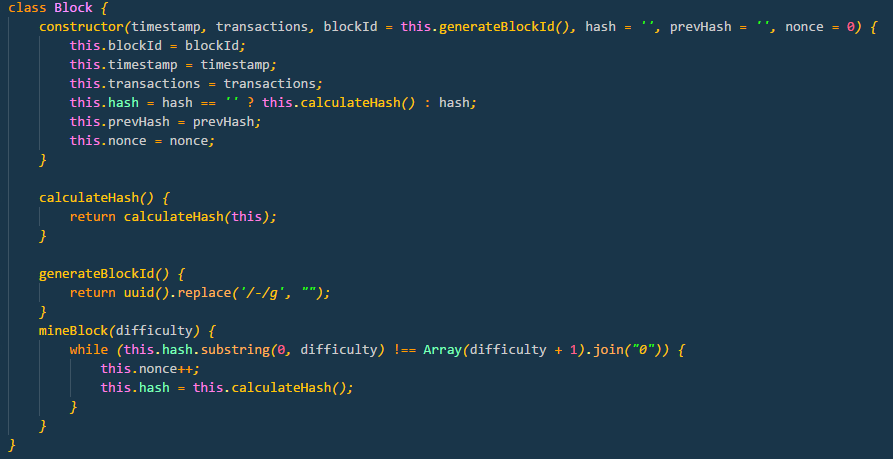 class Block {
    constructor(timestamp, transactions, blockId = this.generateBlockId(), hash = '', prevHash = '', nonce = 0) {
        this.blockId = blockId;
        this.timestamp = timestamp;
        this.transactions = transactions;
        this.hash = hash == '' ? this.calculateHash() : hash;
        this.prevHash = prevHash;
        this.nonce = nonce;
    }

    calculateHash() {
        return calculateHash(this);
    }

    generateBlockId() {
        return uuid().replace('/-/g', "");
    }
    mineBlock(difficulty) {
        while (this.hash.substring(0, difficulty) !== Array(difficulty + 1).join("0")) {
            this.nonce++;
            this.hash = this.calculateHash();
        }
    }
}